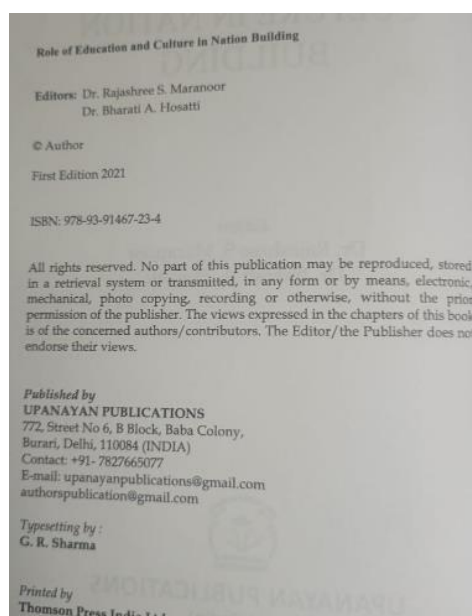 Role of Education and Culture in Nation Building
Editors: Dr. Rajashree S. Maranoor
Dr. Bharati A. Hosatti
© Author
First Edition 2021
ISBN: 978-93-91467-23-4
All rights reserved. No part of this publication may be reproduced, stored
in a retrieval system or transmitted, in any form or by means, electronic,
mechanical, photo copying, recording or otherwise, without the prior
permission of the publisher. The views expressed in the chapters of this book
is of the concerned authors/contributors. The Editor/the Publisher does not
endorse their views.
Published by
UPANAYAN PUBLICATIONS
772, Street No 6, B Block, Baba Colony,
Burari, Delhi, 110084 (INDIA)
Contact: +91- 7827665077
E-mail: upanayanpublications@gmail.com
authorspublication@gmail.com
Typesetting by :
G. R. Sharma
Printed by
Thomson Press India Ltd